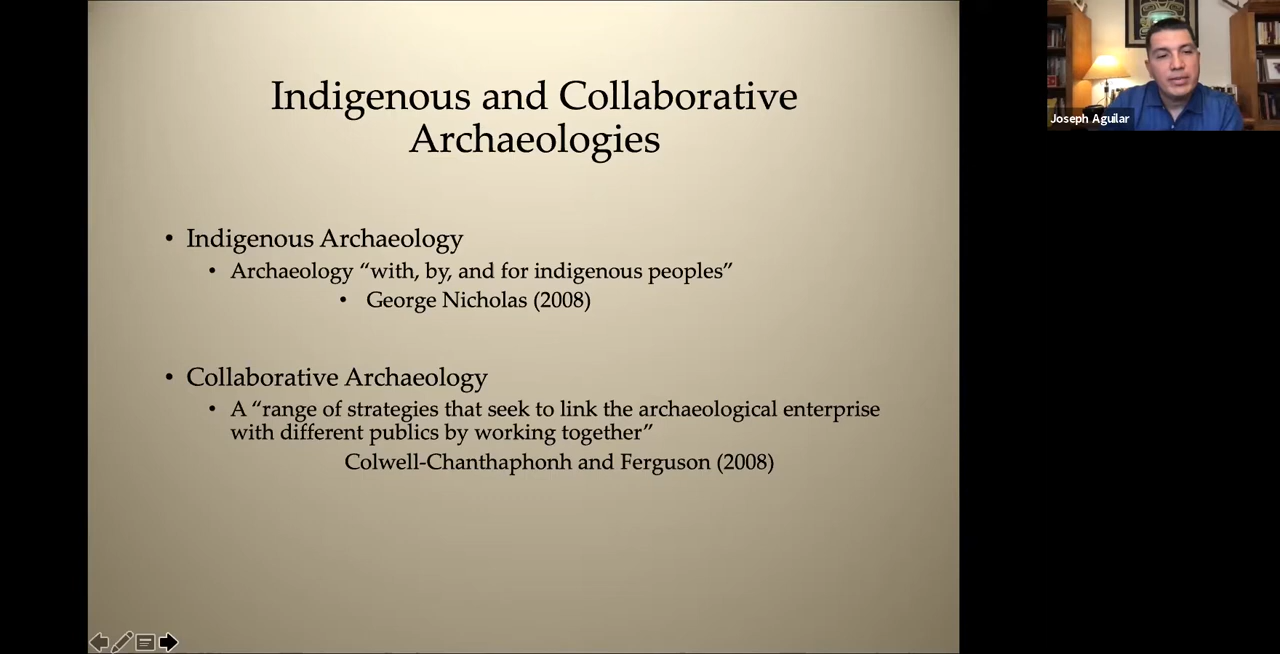 Indigenous and Collaborative
Archaeologies
• Indigenous Archaeology
• Archaeology “with, by, and for indigenous peoples”
• George Nicholas (2008)
• Collaborative Archaeology
• A “range of strategies that seek to link the archaeological enterprise
with different publics by working together”
Colwell-Chanthaphonh and Ferguson (2008)
Joseph Aguilar